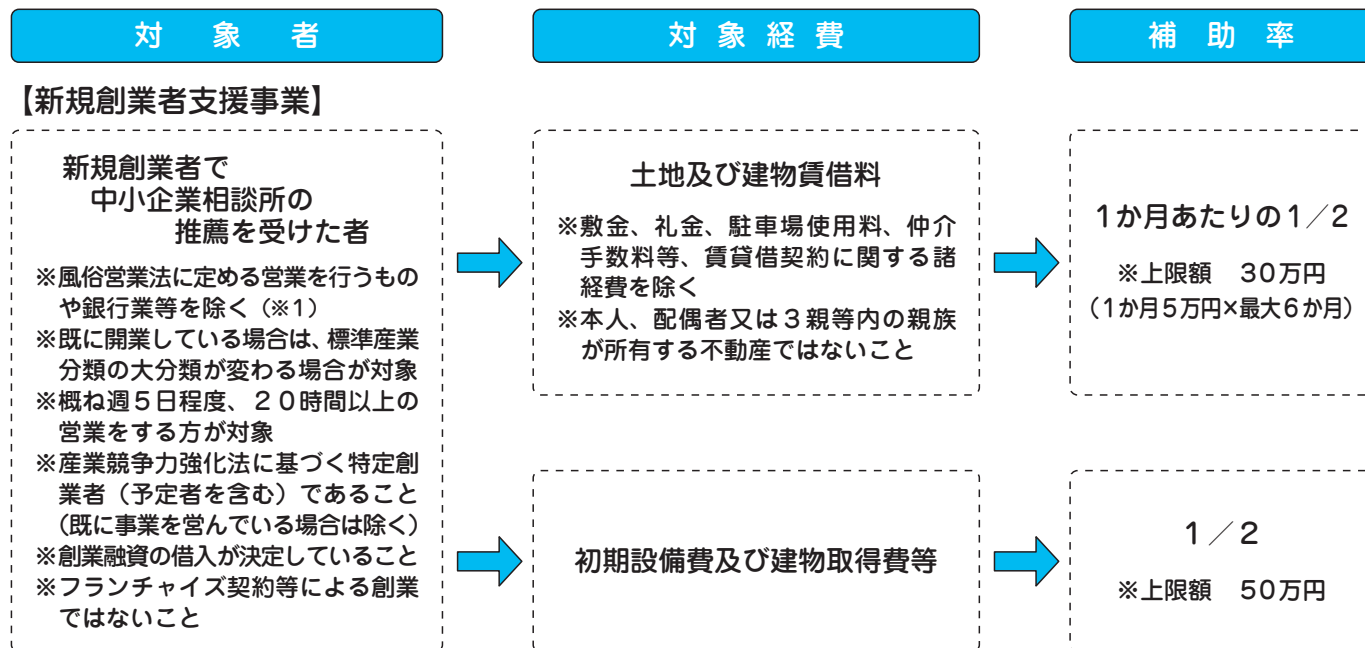 対象者
対象経費
補助率
【新規創業者支援事業】
新規創業者で
中小企業相談所の
推薦を受けた者
※風俗営業法に定める営業を行うもの
や銀行業等を除く（※1）
※既に開業している場合は、標準産業
分類の大分類が変わる場合が対象
※概ね週５日程度、２０時間以上の
営業をする方が対象
※産業競争力強化法に基づく特定創
業者（予定者を含む）であること
（既に事業を営んでいる場合は除く）
※創業融資の借入が決定していること
※フランチャイズ契約等による創業
ではないこと
土地及び建物賃借料
※敷金、礼金、駐車場使用料、仲介
手数料等、賃貸借契約に関する諸
経費を除く
※本人、配偶者又は３親等内の親族
が所有する不動産ではないこと
１か月あたりの１／２
※上限額　３０万円
（１か月５万円×最大６か月）
初期設備費及び建物取得費等
１／２
※上限額　５０万円